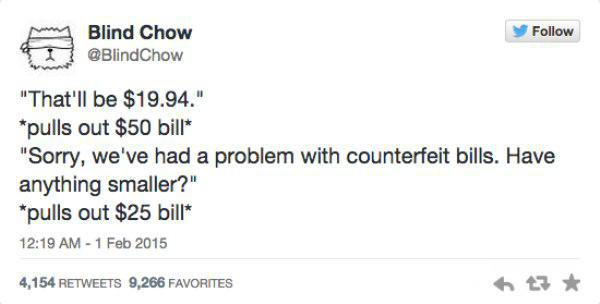 Blind Chow
@BlindChow
Follow
"That'll be $19.94."
*pulls out $50 bill*
"Sorry, we've had a problem with counterfeit bills. Have
anything smaller?"
*pulls out $25 bill*
12:19 AM - 1 Feb 2015
4,154 RETWEETS 9,266 FAVORITES